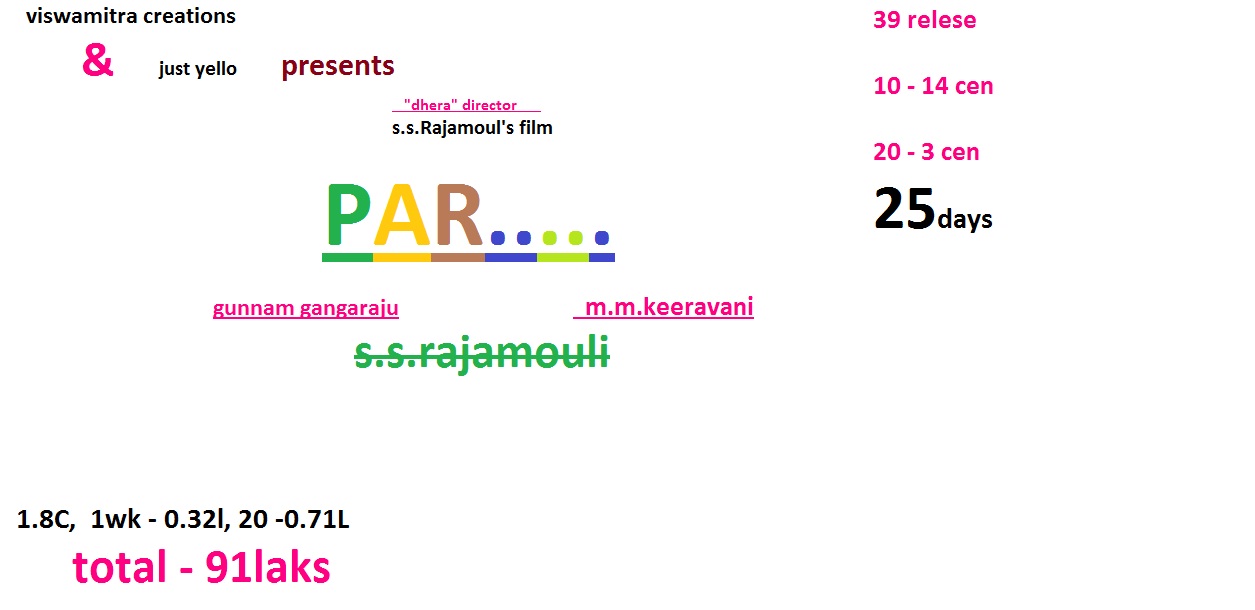 viswamitra creations
& just yello presents
"dhera" director
s.s.Rajamoul's film
PAR.....
gunnam gangaraju m.m.keeravani
s.s.rajamouli
39 relese
10 - 14 cen
20 - 3 cen
25days
1.8C, 1wk - 0.32l, 20 -0.71L
total - 91laks